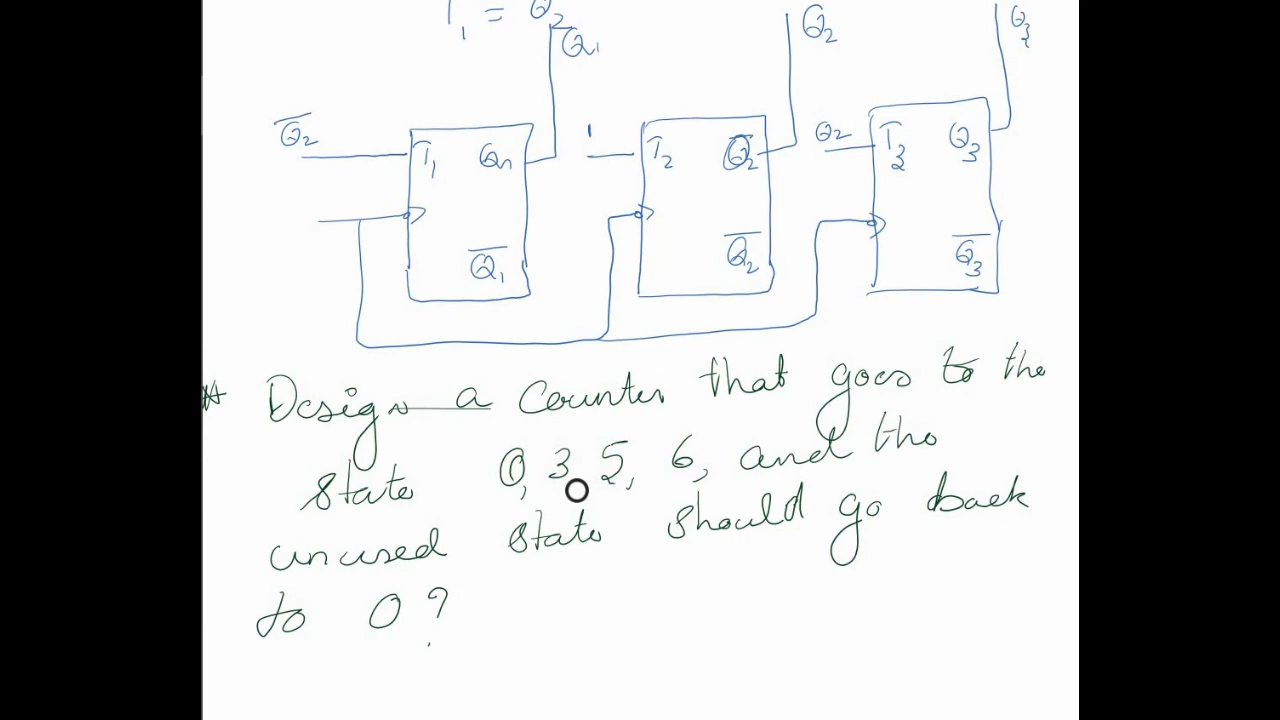 T₁ = Q₂
Q₁ Q₂ Q₃
Q̅₂ T₁ Q₁ 1 T₂ Q₂ Q₂ T₃ Q₃
Q̅₁ Q̅₂ Q̅₃
* Design a counter that goes to the
state 0, 3, 5, 6, and the
unused state should go back
to 0?